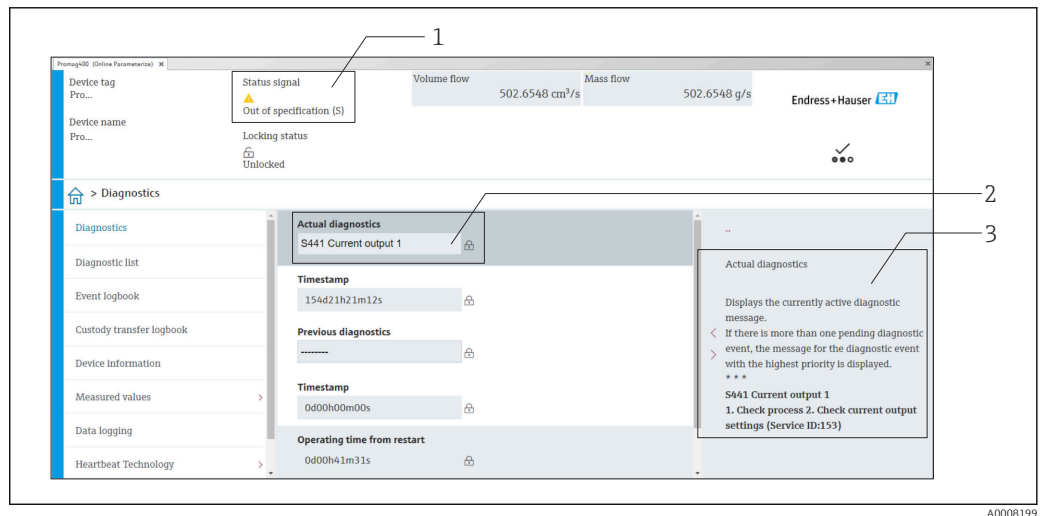 1
Promag400 (Online Parameterize) X
x
Device tag
Pro...
Device name
Pro...
Status signal
Out of specification (S)
Locking status
Unlocked
Volume flow
502.6548 cm³/s
Mass flow
502.6548 g/s
Endress+Hauser EH
> Diagnostics
2
3
Diagnostics
Diagnostic list
Event logbook
Custody transfer logbook
Device information
Measured values >
Data logging
Heartbeat Technology >
Actual diagnostics
S441 Current output 1
Timestamp
154d21h21m12s
Previous diagnostics
--------
Timestamp
0d00h00m00s
Operating time from restart
0d00h41m31s
..
Actual diagnostics
Displays the currently active diagnostic
message.
If there is more than one pending diagnostic
event, the message for the diagnostic event
with the highest priority is displayed.
* * *
S441 Current output 1
1. Check process 2. Check current output
settings (Service ID:153)
A0008199